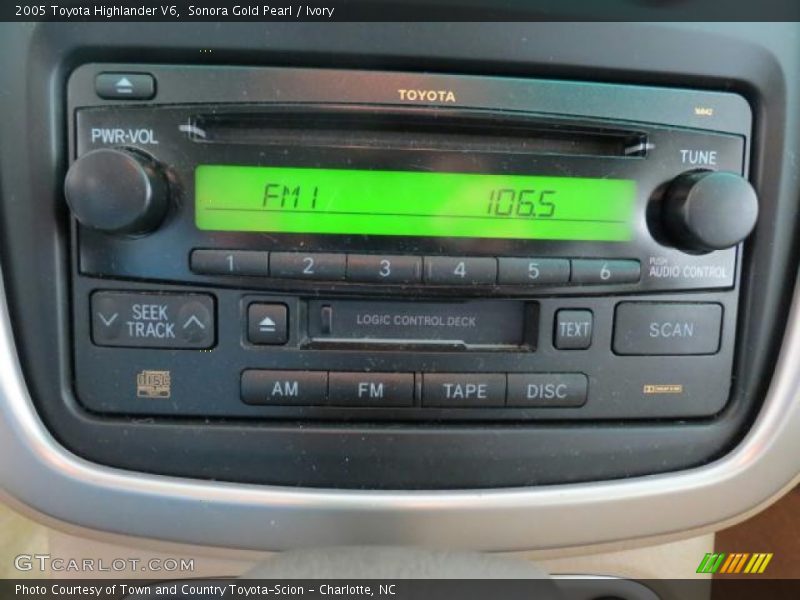 2005 Toyota Highlander V6, Sonora Gold Pearl / Ivory
TOYOTA
16842
PWR·VOL
TUNE
FM1 106.5
1 2 3 4 5 6
PUSH
AUDIO CONTROL
SEEK
TRACK
LOGIC CONTROL DECK
TEXT
SCAN
disc
AM FM TAPE DISC
GTCARLOT.COM
Photo Courtesy of Town and Country Toyota-Scion - Charlotte, NC